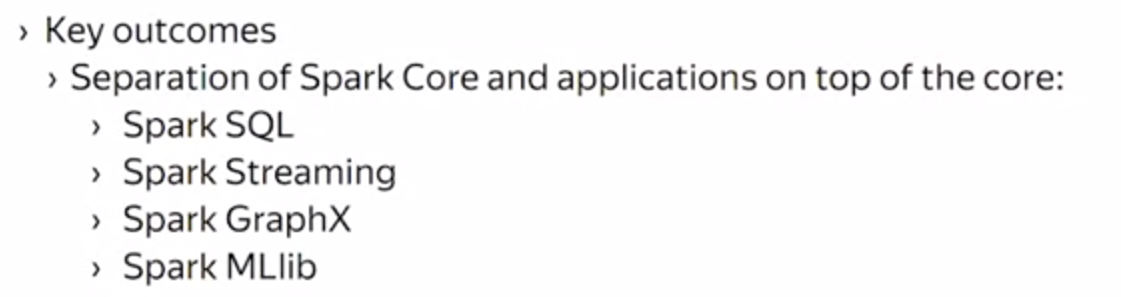 › Key outcomes
› Separation of Spark Core and applications on top of the core:
› Spark SQL
› Spark Streaming
› Spark GraphX
› Spark MLlib